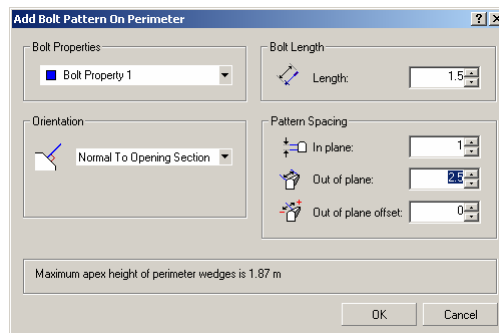 Add Bolt Pattern On Perimeter
Bolt Properties
Bolt Property 1
Bolt Length
Length: 1.5
Orientation
Normal To Opening Section
Pattern Spacing
In plane: 1
Out of plane: 2.5
Out of plane offset: 0
Maximum apex height of perimeter wedges is 1.87 m
OK Cancel